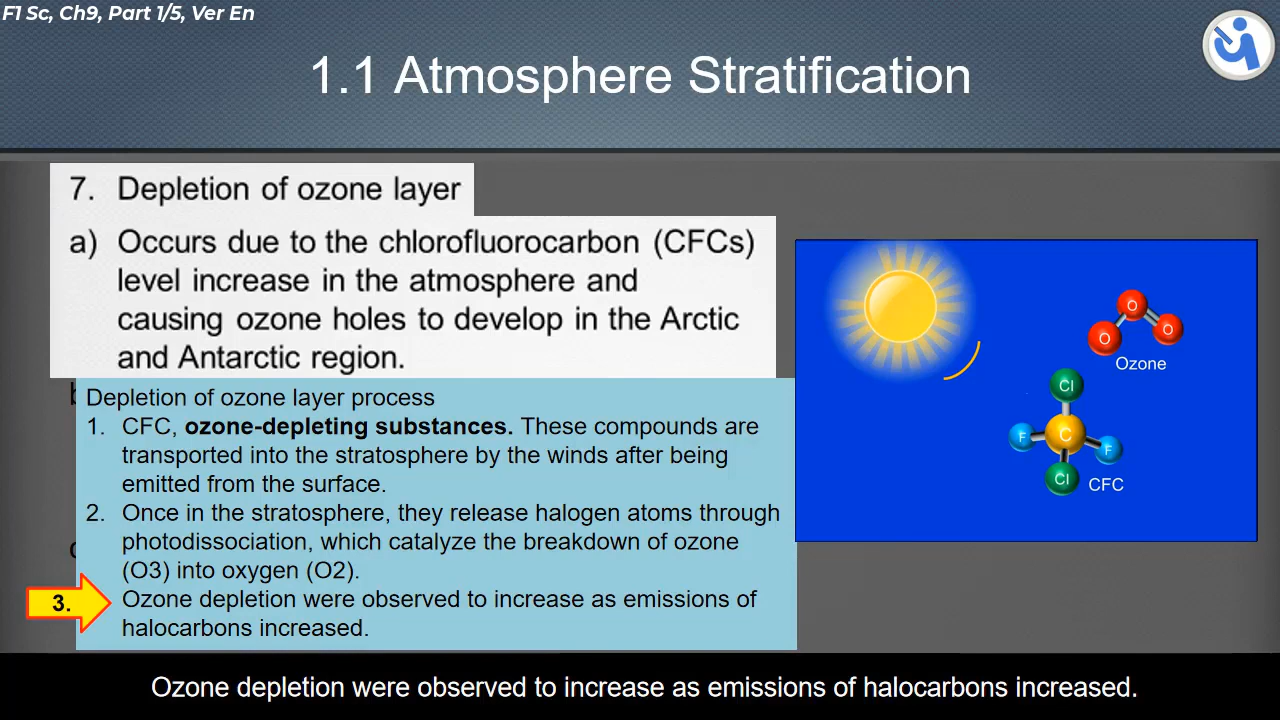 F1 Sc, Ch9, Part 1/5, Ver En
1.1 Atmosphere Stratification
7. Depletion of ozone layer
a) Occurs due to the chlorofluorocarbon (CFCs)
level increase in the atmosphere and
causing ozone holes to develop in the Arctic
and Antarctic region.
Depletion of ozone layer process
1. CFC, ozone-depleting substances. These compounds are
transported into the stratosphere by the winds after being
emitted from the surface.
2. Once in the stratosphere, they release halogen atoms through
photodissociation, which catalyze the breakdown of ozone
(O3) into oxygen (O2).
3. Ozone depletion were observed to increase as emissions of
halocarbons increased.
O
O
O
Ozone
Cl
F
C
F
Cl
CFC
Ozone depletion were observed to increase as emissions of halocarbons increased.